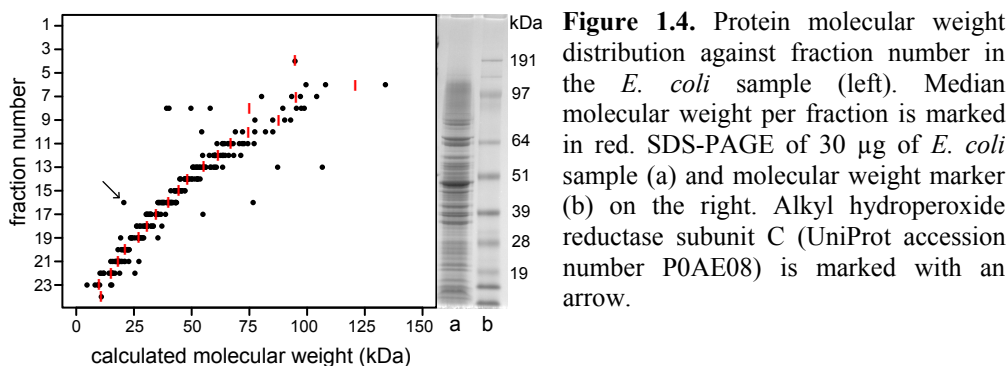 1
3
5
7
9
11
13
15
17
19
21
23
fraction number
0 25 50 75 100 125 150
calculated molecular weight (kDa)
kDa
191
97
64
51
39
28
19
a b
Figure 1.4. Protein molecular weight
distribution against fraction number in
the E. coli sample (left). Median
molecular weight per fraction is marked
in red. SDS-PAGE of 30 µg of E. coli
sample (a) and molecular weight marker
(b) on the right. Alkyl hydroperoxide
reductase subunit C (UniProt accession
number P0AE08) is marked with an
arrow.